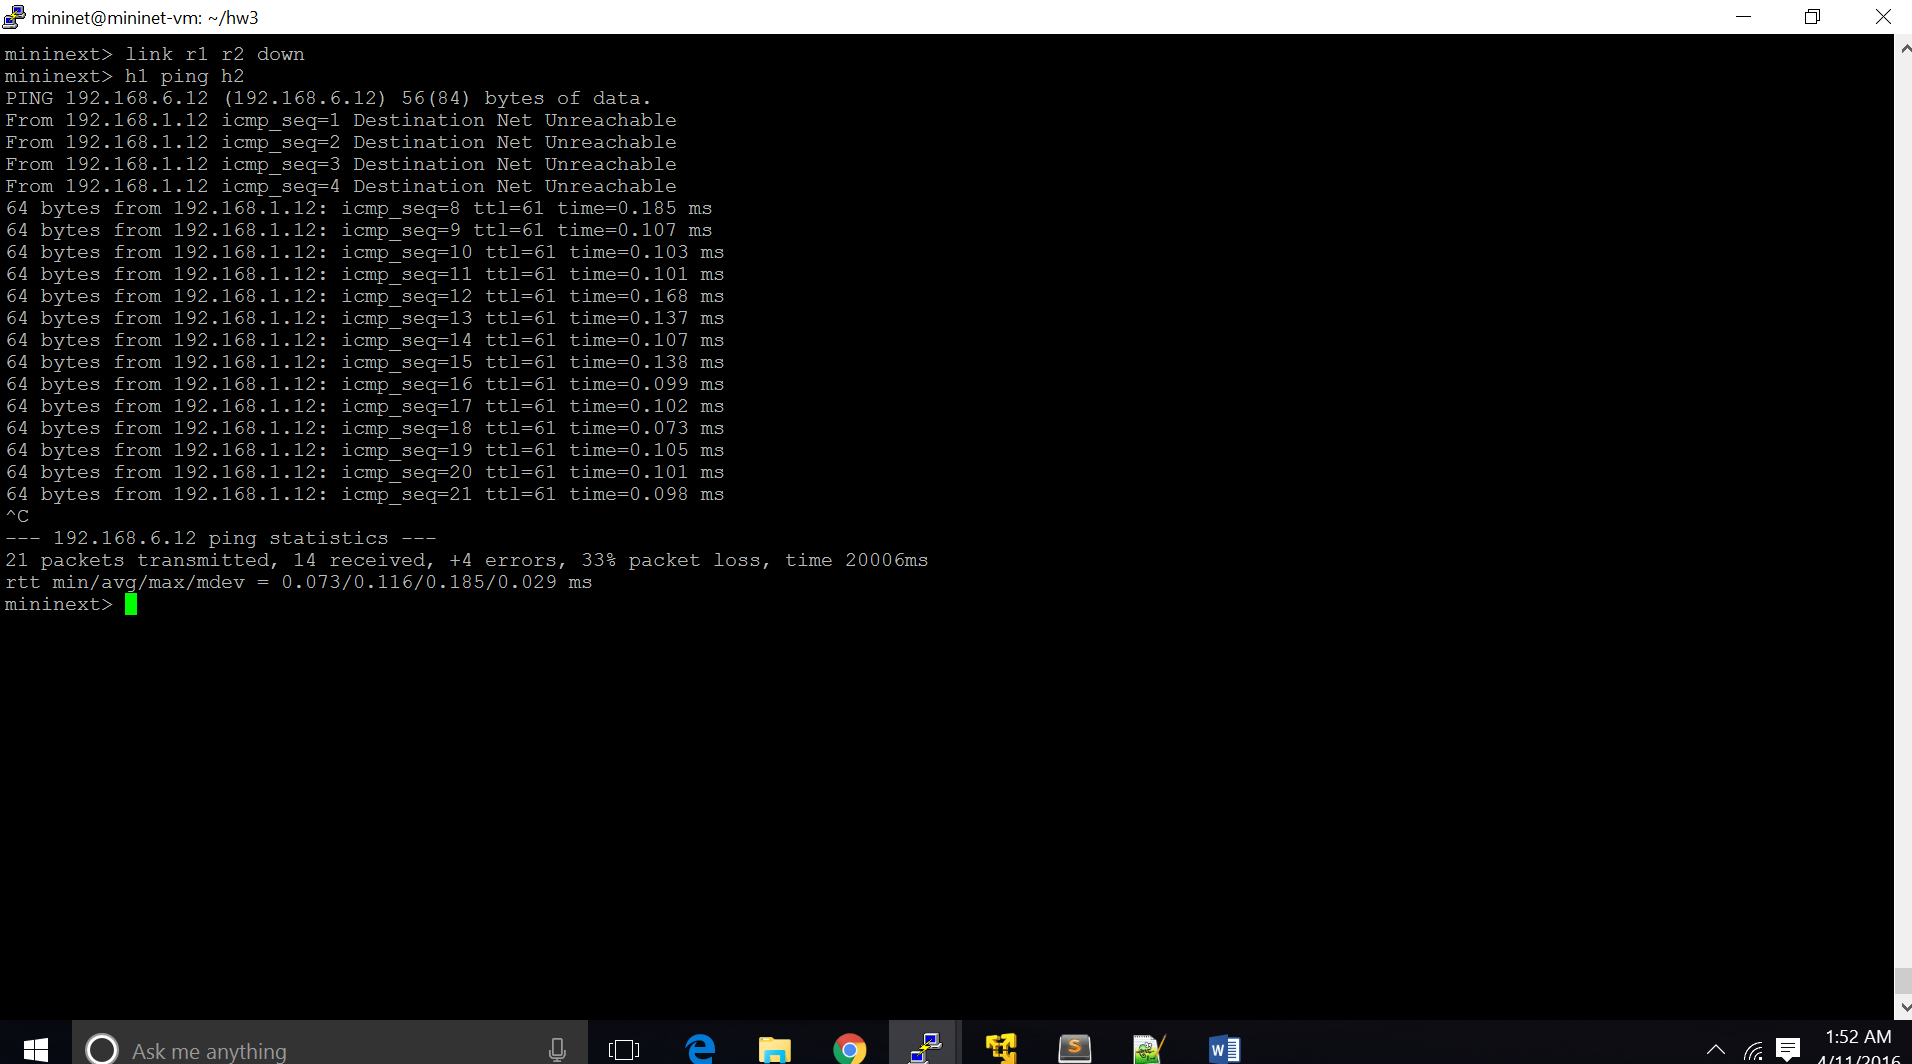 mininet@mininet-vm: ~/hw3
mininext> link r1 r2 down
mininext> h1 ping h2
PING 192.168.6.12 (192.168.6.12) 56(84) bytes of data.
From 192.168.1.12 icmp_seq=1 Destination Net Unreachable
From 192.168.1.12 icmp_seq=2 Destination Net Unreachable
From 192.168.1.12 icmp_seq=3 Destination Net Unreachable
From 192.168.1.12 icmp_seq=4 Destination Net Unreachable
64 bytes from 192.168.1.12: icmp_seq=8 ttl=61 time=0.185 ms
64 bytes from 192.168.1.12: icmp_seq=9 ttl=61 time=0.107 ms
64 bytes from 192.168.1.12: icmp_seq=10 ttl=61 time=0.103 ms
64 bytes from 192.168.1.12: icmp_seq=11 ttl=61 time=0.101 ms
64 bytes from 192.168.1.12: icmp_seq=12 ttl=61 time=0.168 ms
64 bytes from 192.168.1.12: icmp_seq=13 ttl=61 time=0.137 ms
64 bytes from 192.168.1.12: icmp_seq=14 ttl=61 time=0.107 ms
64 bytes from 192.168.1.12: icmp_seq=15 ttl=61 time=0.138 ms
64 bytes from 192.168.1.12: icmp_seq=16 ttl=61 time=0.099 ms
64 bytes from 192.168.1.12: icmp_seq=17 ttl=61 time=0.102 ms
64 bytes from 192.168.1.12: icmp_seq=18 ttl=61 time=0.073 ms
64 bytes from 192.168.1.12: icmp_seq=19 ttl=61 time=0.105 ms
64 bytes from 192.168.1.12: icmp_seq=20 ttl=61 time=0.101 ms
64 bytes from 192.168.1.12: icmp_seq=21 ttl=61 time=0.098 ms
^C
--- 192.168.6.12 ping statistics ---
21 packets transmitted, 14 received, +4 errors, 33% packet loss, time 20006ms
rtt min/avg/max/mdev = 0.073/0.116/0.185/0.029 ms
mininext>
Ask me anything
1:52 AM
4/11/2016